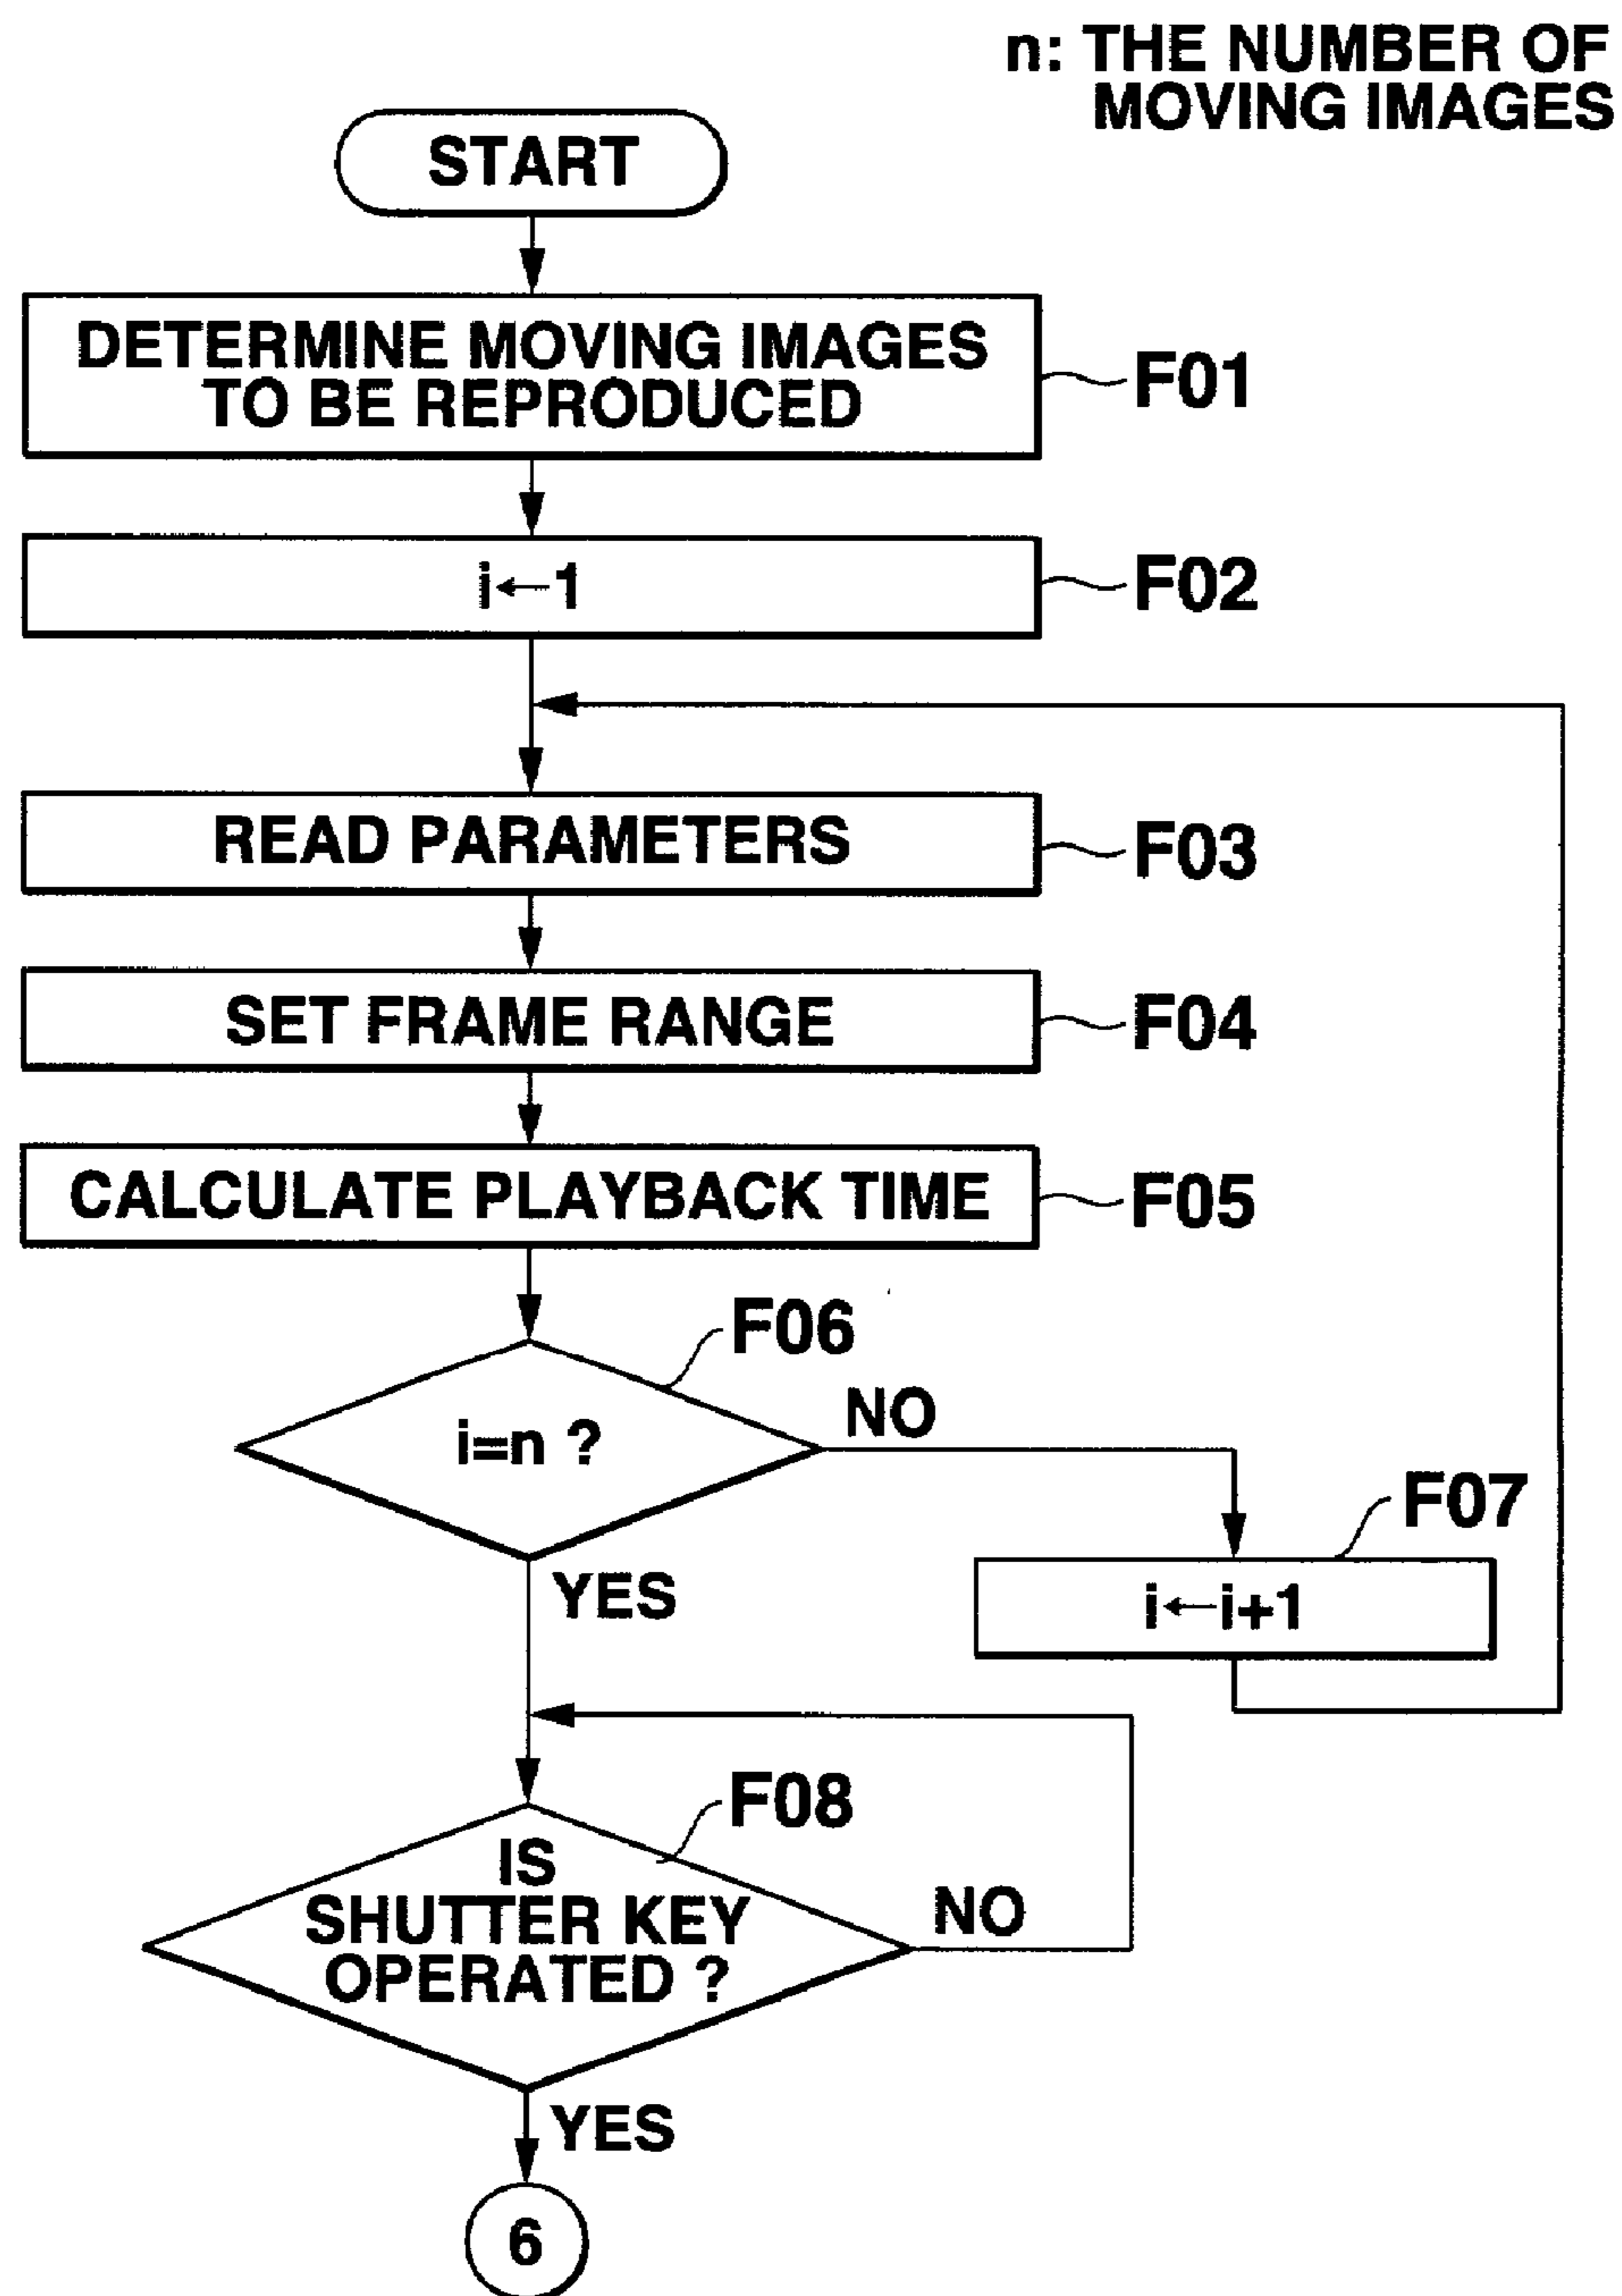 n: THE NUMBER OF
MOVING IMAGES
START
DETERMINE MOVING IMAGES
TO BE REPRODUCED
F01
i←1
F02
READ PARAMETERS
F03
SET FRAME RANGE
F04
CALCULATE PLAYBACK TIME
F05
F06
i=n ?
NO
YES
F07
i←i+1
F08
IS
SHUTTER KEY
OPERATED ?
NO
YES
6